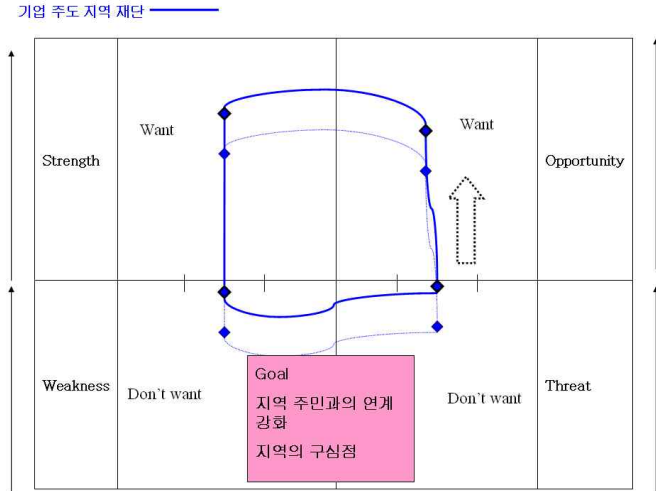 기업 주도 지역 재단
Want
Want
Strength
Opportunity
Weakness
Don`t want
Don`t want
Threat
Goal
지역 주민과의 연계
강화
지역의 구심점